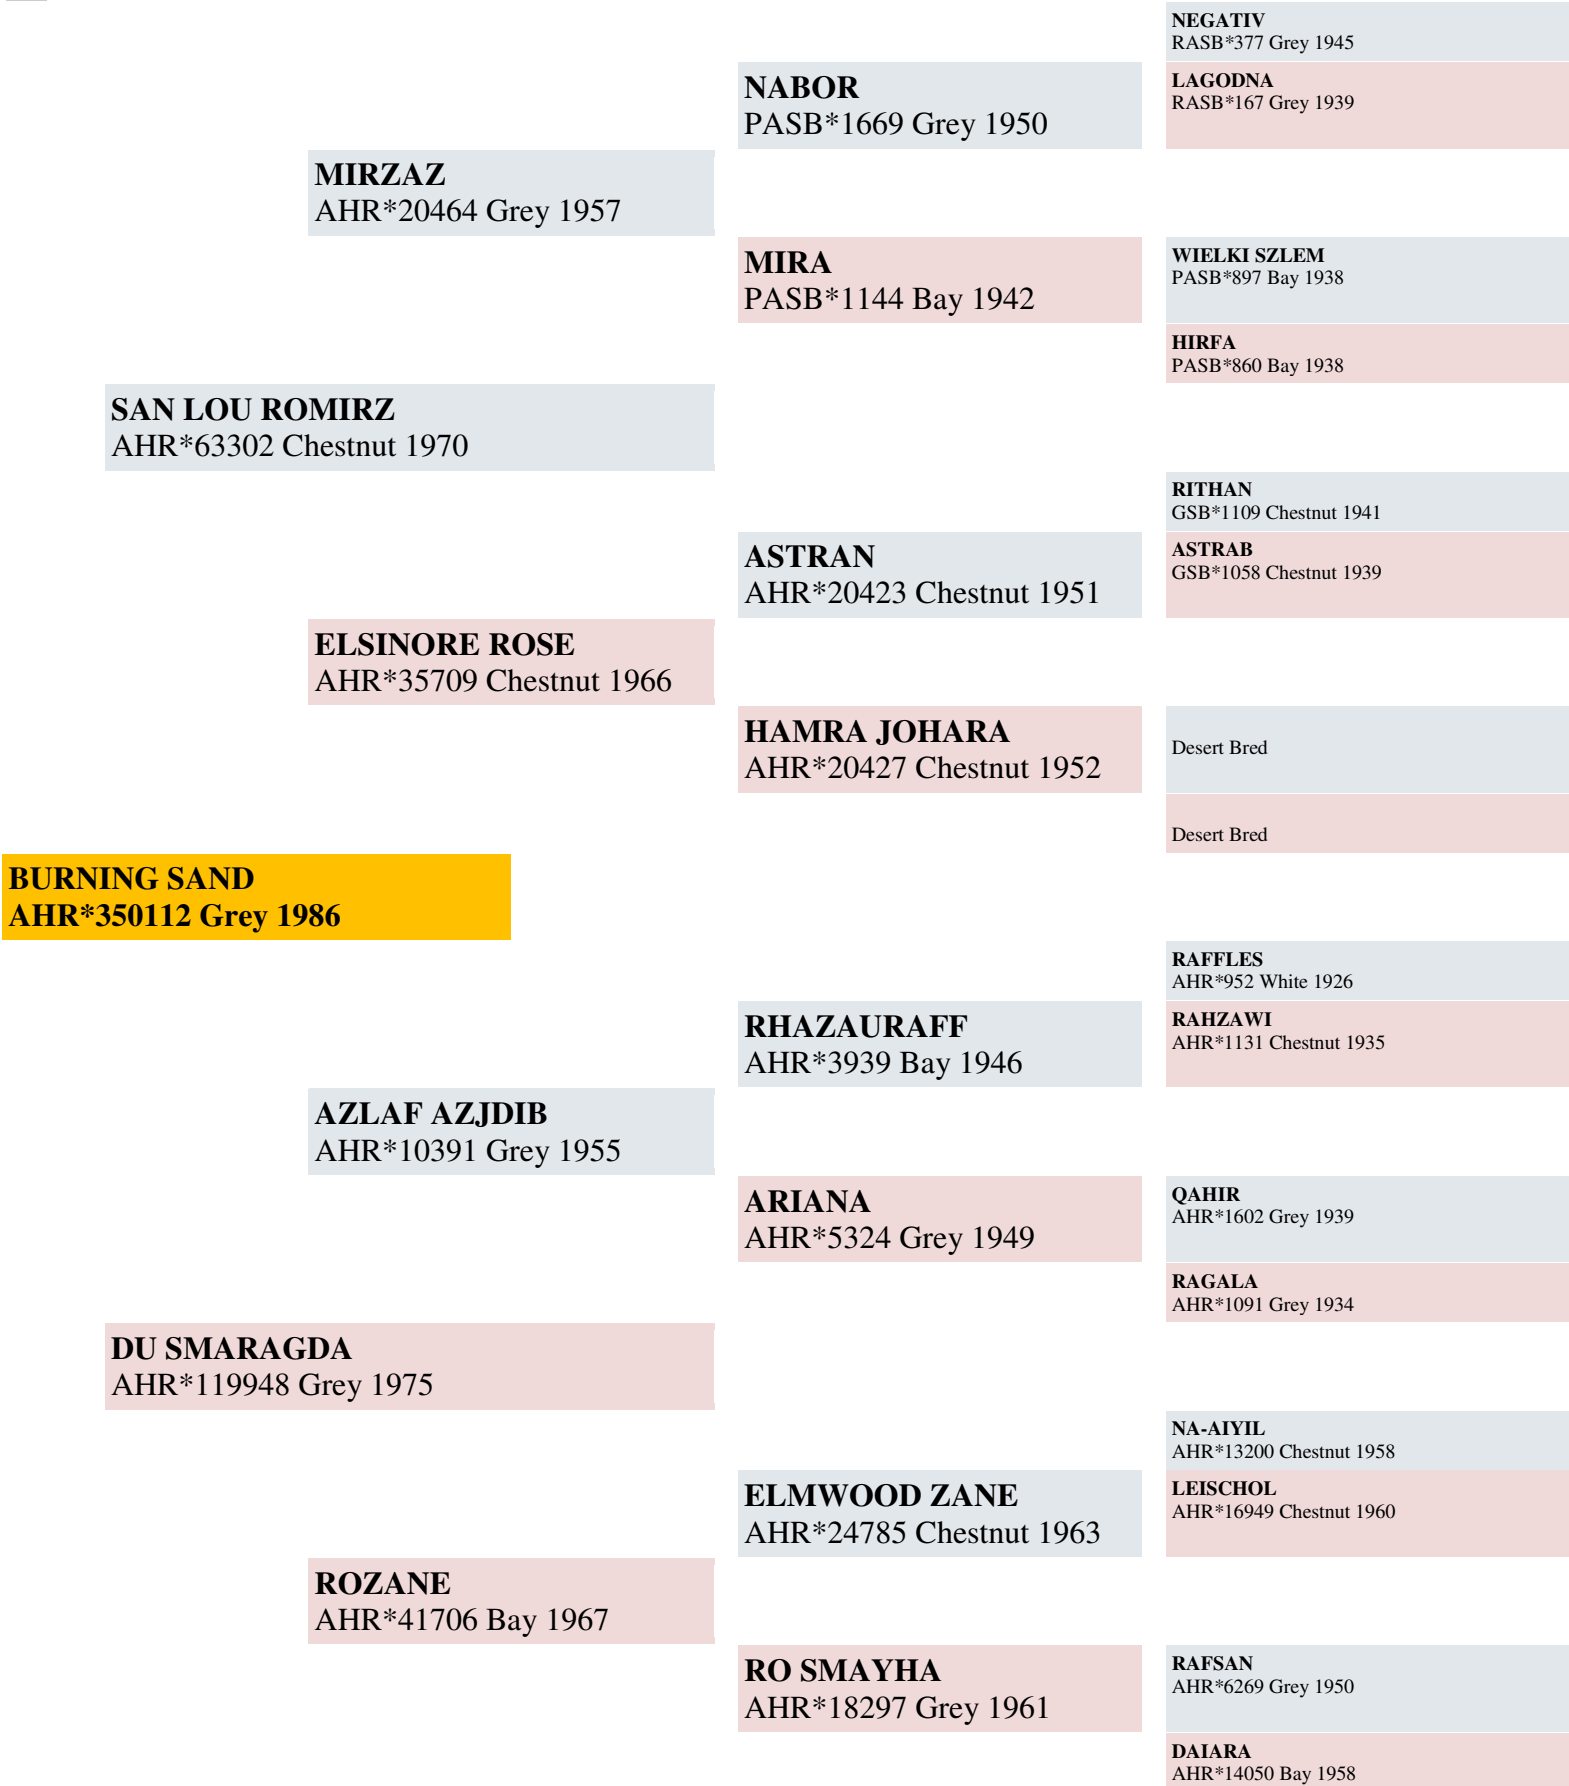 NEGATIV
RASB*377 Grey 1945
NABOR
PASB*1669 Grey 1950
LAGODNA
RASB*167 Grey 1939
MIRZAZ
AHR*20464 Grey 1957
MIRA
PASB*1144 Bay 1942
WIELKI SZLEM
PASB*897 Bay 1938
HIRFA
PASB*860 Bay 1938
SAN LOU ROMIRZ
AHR*63302 Chestnut 1970
RITHAN
GSB*1109 Chestnut 1941
ASTRAN
AHR*20423 Chestnut 1951
ASTRAB
GSB*1058 Chestnut 1939
ELSINORE ROSE
AHR*35709 Chestnut 1966
HAMRA JOHARA
AHR*20427 Chestnut 1952
Desert Bred
Desert Bred
BURNING SAND
AHR*350112 Grey 1986
RAFFLES
AHR*952 White 1926
RHAZAURAFF
AHR*3939 Bay 1946
RAHZAWI
AHR*1131 Chestnut 1935
AZLAF AZJDIB
AHR*10391 Grey 1955
ARIANA
AHR*5324 Grey 1949
QAHIR
AHR*1602 Grey 1939
RAGALA
AHR*1091 Grey 1934
DU SMARAGDA
AHR*119948 Grey 1975
NA-AIYIL
AHR*13200 Chestnut 1958
ELMWOOD ZANE
AHR*24785 Chestnut 1963
LEISCHOL
AHR*16949 Chestnut 1960
ROZANE
AHR*41706 Bay 1967
RO SMAYHA
AHR*18297 Grey 1961
RAFSAN
AHR*6269 Grey 1950
DAIARA
AHR*14050 Bay 1958